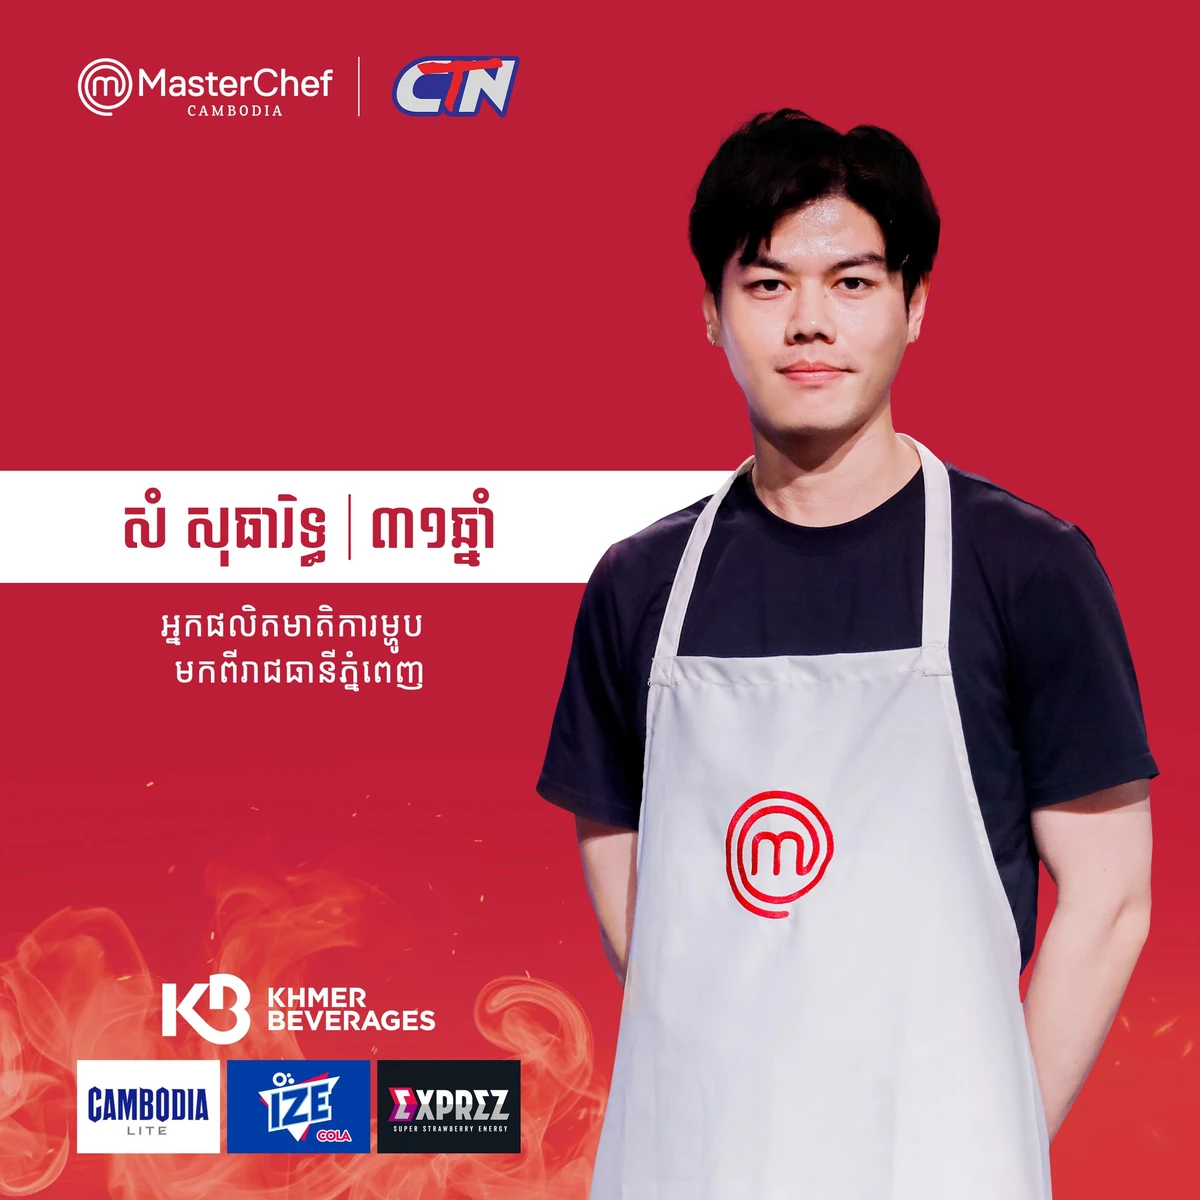 MasterChef
CAMBODIA
CTN
សំ សុធារិទ្ធ | ៣១ឆ្នាំ
អ្នកផលិតមាតិការម្ហូប
មកពីរាជធានីភ្នំពេញ
m
KB KHMER
BEVERAGES
CAMBODIA
LITE
IZE
COLA
EXPREZ
SUPER STRAWBERRY ENERGY